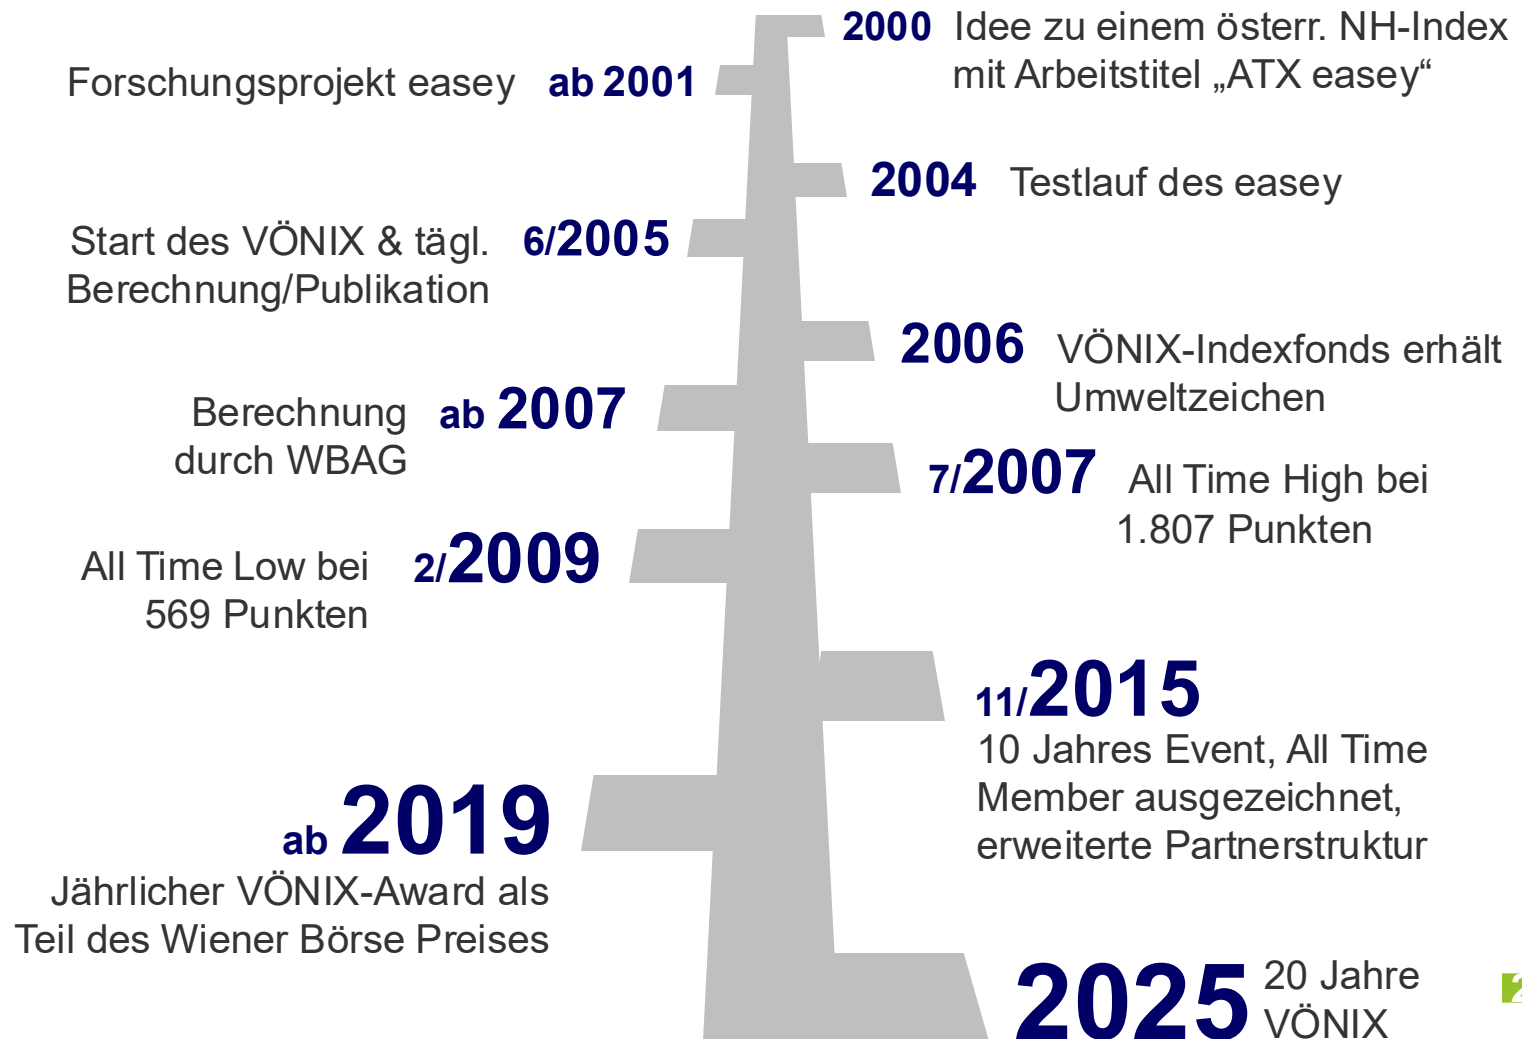 2000 Idee zu einem österr. NH-Index
mit Arbeitstitel „ATX easey“
Forschungsprojekt easey ab 2001
2004 Testlauf des easey
Start des VÖNIX & tägl. 6/2005
Berechnung/Publikation
2006 VÖNIX-Indexfonds erhält
Umweltzeichen
Berechnung ab 2007
durch WBAG
7/2007 All Time High bei
1.807 Punkten
All Time Low bei 2/2009
569 Punkten
11/2015
10 Jahres Event, All Time
Member ausgezeichnet,
erweiterte Partnerstruktur
ab 2019
Jährlicher VÖNIX-Award als
Teil des Wiener Börse Preises
2025 20 Jahre
VÖNIX